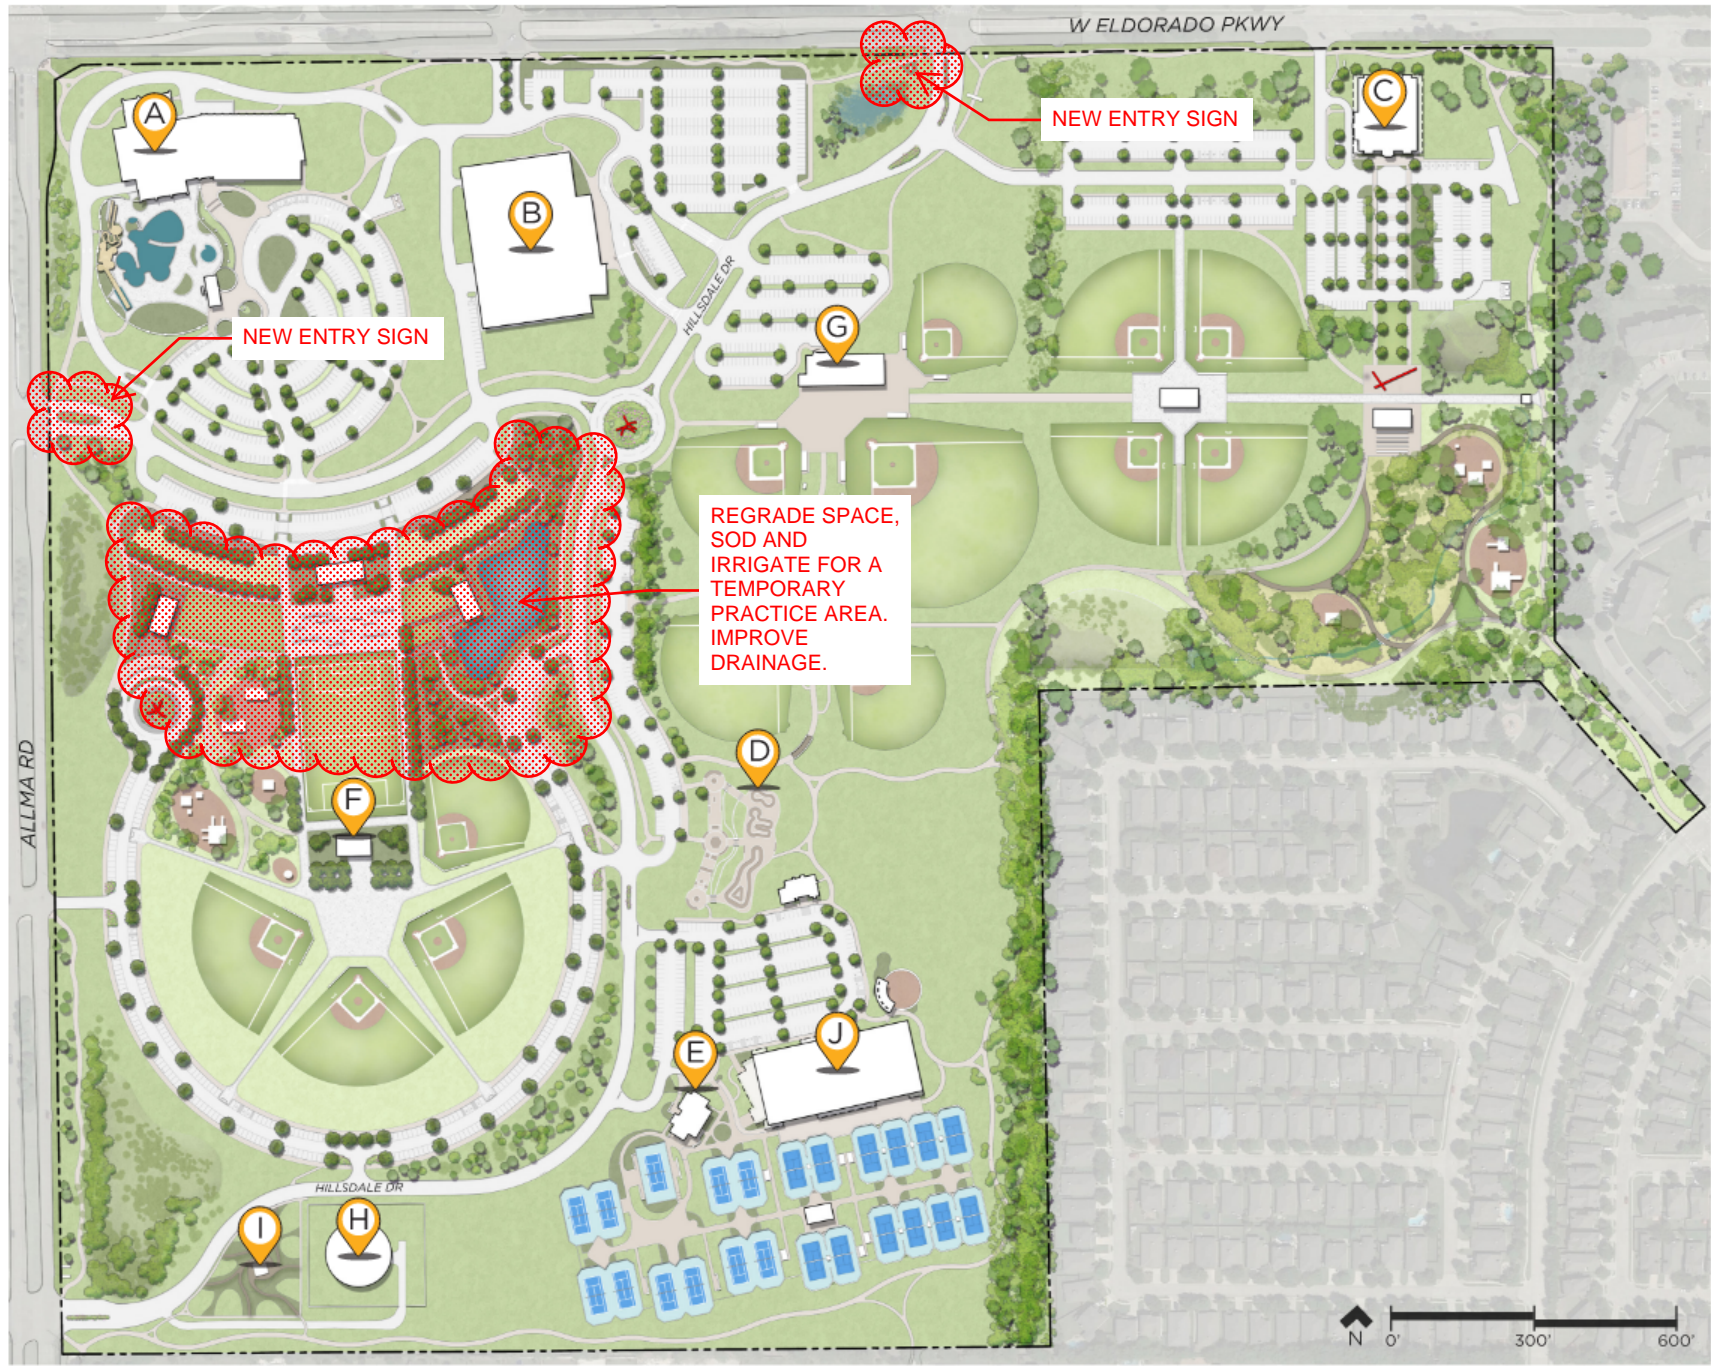 W ELDORADO PKWY
A
C
NEW ENTRY SIGN
B
HILLSDALE DR
G
NEW ENTRY SIGN
REGRADE SPACE,
SOD AND
IRRIGATE FOR A
TEMPORARY
PRACTICE AREA.
IMPROVE
DRAINAGE.
ALLMA RD
D
F
E
J
HILLSDALE DR
I
H
N
0'
300'
600'